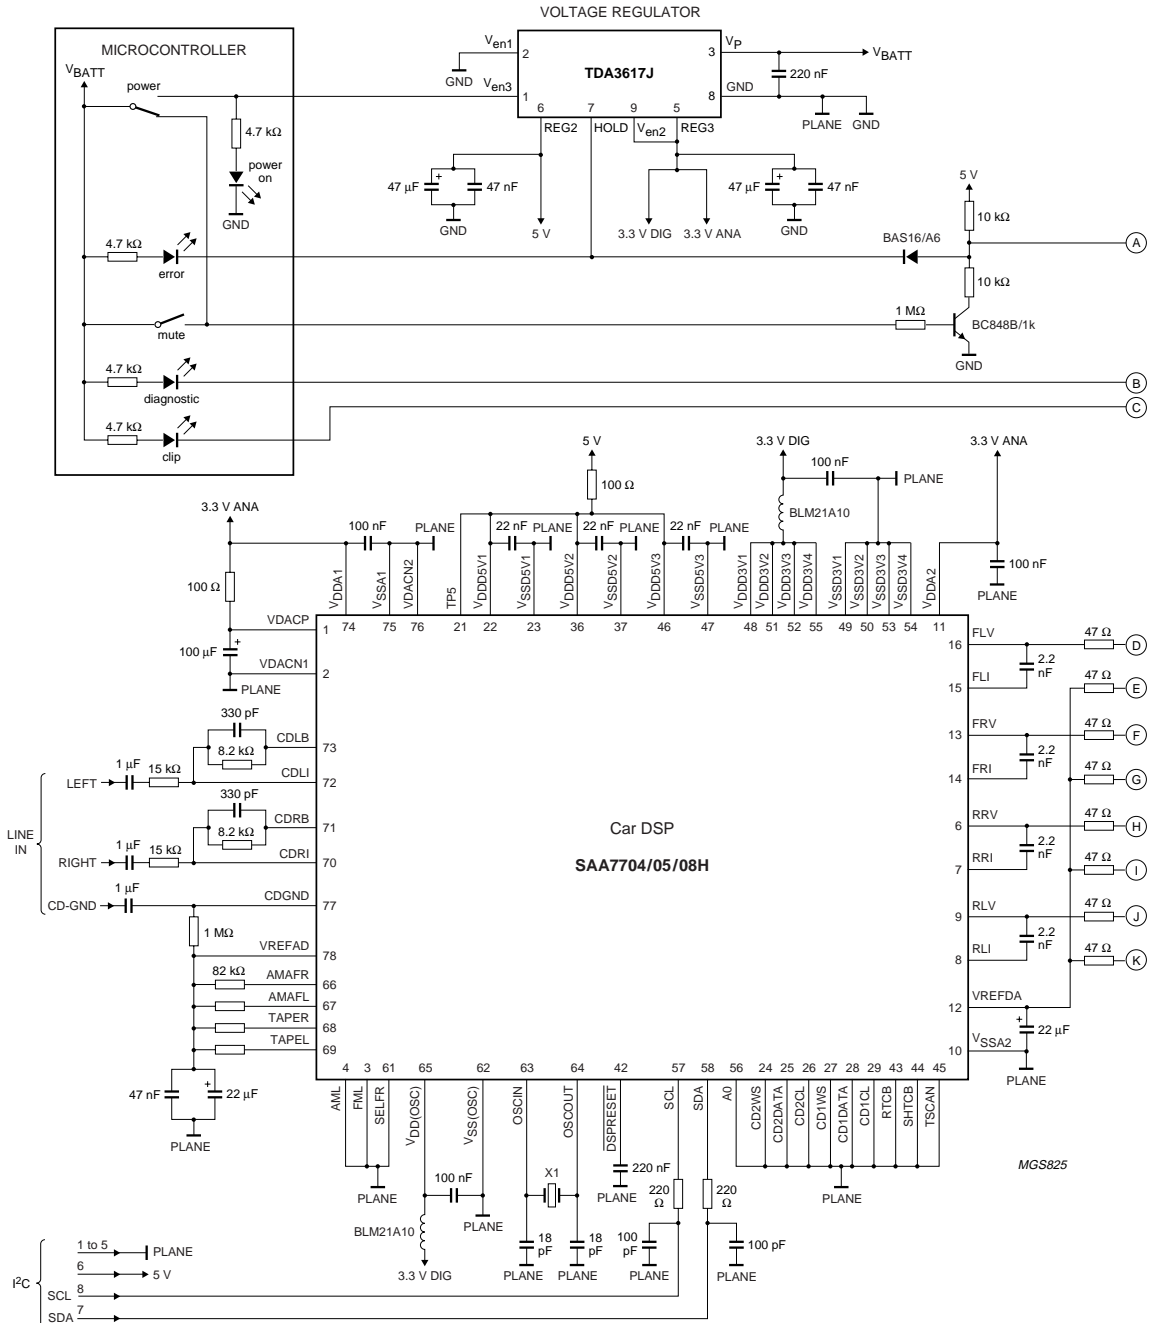 VOLTAGE REGULATOR
MICROCONTROLLER
VBATT
power
4.7 kΩ
power
on
GND
4.7 kΩ
error
mute
4.7 kΩ
diagnostic
4.7 kΩ
clip
Ven1
2
GND
Ven3
1
TDA3617J
3
VP
VBATT
220 nF
GND
8
PLANE
GND
6
7
9
5
REG2
HOLD
Ven2
REG3
47 μF
+
47 nF
GND
5 V
3.3 V DIG
3.3 V ANA
47 μF
+
47 nF
GND
5 V
10 kΩ
BAS16/A6
A
10 kΩ
1 MΩ
BC848B/1k
GND
B
C
3.3 V ANA
100 nF
PLANE
5 V
100 Ω
22 nF
PLANE
22 nF
PLANE
22 nF
PLANE
3.3 V DIG
100 nF
PLANE
BLM21A10
3.3 V ANA
100 nF
PLANE
100 Ω
VDDA1
VSSA1
VDACN2
TP5
VDDD5V1
VSSD5V1
VDDD5V2
VSSD5V2
VDDD5V3
VSSD5V3
VDDD3V1
VDDD3V2
VDDD3V3
VDDD3V4
VSSD3V1
VSSD3V2
VSSD3V3
VSSD3V4
VDDA2
74
75
76
21
22
23
36
37
46
47
48
51
52
55
49
50
53
54
11
VDACP
1
+
100 μF
VDACN1
2
PLANE
330 pF
CDLB
73
8.2 kΩ
1 μF
15 kΩ
CDLI
72
LEFT
330 pF
CDRB
71
8.2 kΩ
LINE
IN
1 μF
15 kΩ
CDRI
70
RIGHT
1 μF
CDGND
77
CD-GND
1 MΩ
VREFAD
78
82 kΩ
AMAFR
66
AMAFL
67
TAPER
68
TAPEL
69
47 nF
+
22 μF
PLANE
Car DSP
SAA7704/05/08H
16
FLV
47 Ω
D
2.2
nF
15
FLI
47 Ω
E
13
FRV
47 Ω
F
2.2
nF
14
FRI
47 Ω
G
6
RRV
47 Ω
H
2.2
nF
7
RRI
47 Ω
I
9
RLV
47 Ω
J
2.2
nF
8
RLI
47 Ω
K
12
VREFDA
+
22 μF
10
VSSA2
PLANE
4
3
61
65
62
63
64
42
57
58
56
24
25
26
27
28
29
43
44
45
AML
FML
SELFR
VDD(OSC)
VSS(OSC)
OSCIN
OSCOUT
DSPRESET
SCL
SDA
A0
CD2WS
CD2DATA
CD2CL
CD1WS
CD1DATA
CD1CL
RTCB
SHTCB
TSCAN
PLANE
100 nF
PLANE
BLM21A10
3.3 V DIG
X1
18
pF
18
pF
PLANE
PLANE
220 nF
PLANE
220
Ω
220
Ω
100
pF
100 pF
PLANE
PLANE
PLANE
MGS825
I²C
1 to 5
PLANE
6
5 V
SCL
8
SDA
7